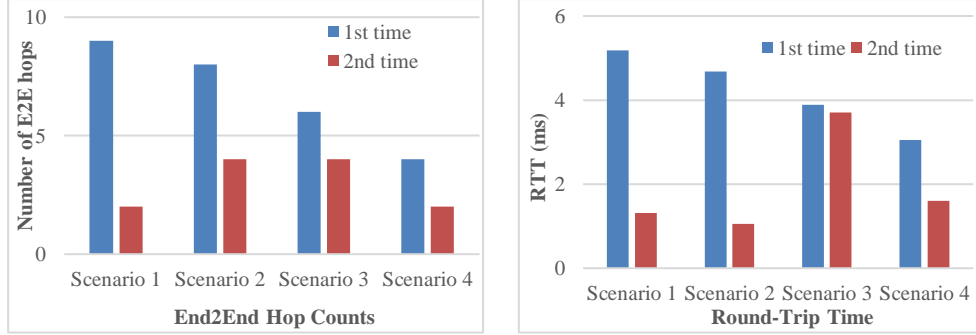 10
5
0
Number of E2E hops
1st time
2nd time
Scenario 1 Scenario 2 Scenario 3 Scenario 4
End2End Hop Counts
6
4
2
0
RTT (ms)
1st time 2nd time
Scenario 1 Scenario 2 Scenario 3 Scenario 4
Round-Trip Time